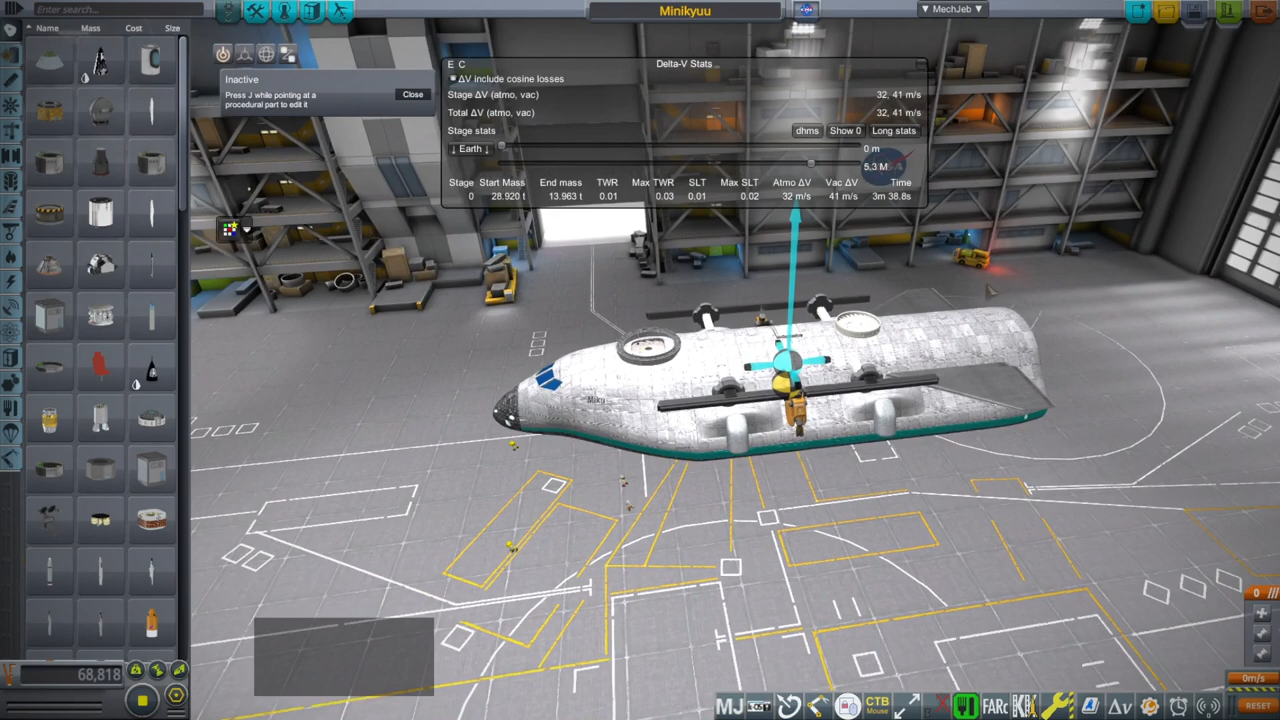 Enter search...
Minikyuu
▼ MechJeb ▼
Name Mass Cost Size
Inactive
Press J while pointing at a
procedural part to edit it
Close
E C
Delta-V Stats
ΔV include cosine losses
Stage ΔV (atmo, vac) 32, 41 m/s
Total ΔV (atmo, vac) 32, 41 m/s
Stage stats dhms Show 0 Long stats
↓ Earth ↓ 0 m
5.3 M
Stage Start Mass End mass TWR Max TWR SLT Max SLT Atmo ΔV Vac ΔV Time
0 28.920 t 13.963 t 0.01 0.03 0.01 0.02 32 m/s 41 m/s 3m 38.8s
Miku
68,818
0
0m/s
MJ CTB Mouse FARc Δv RESET